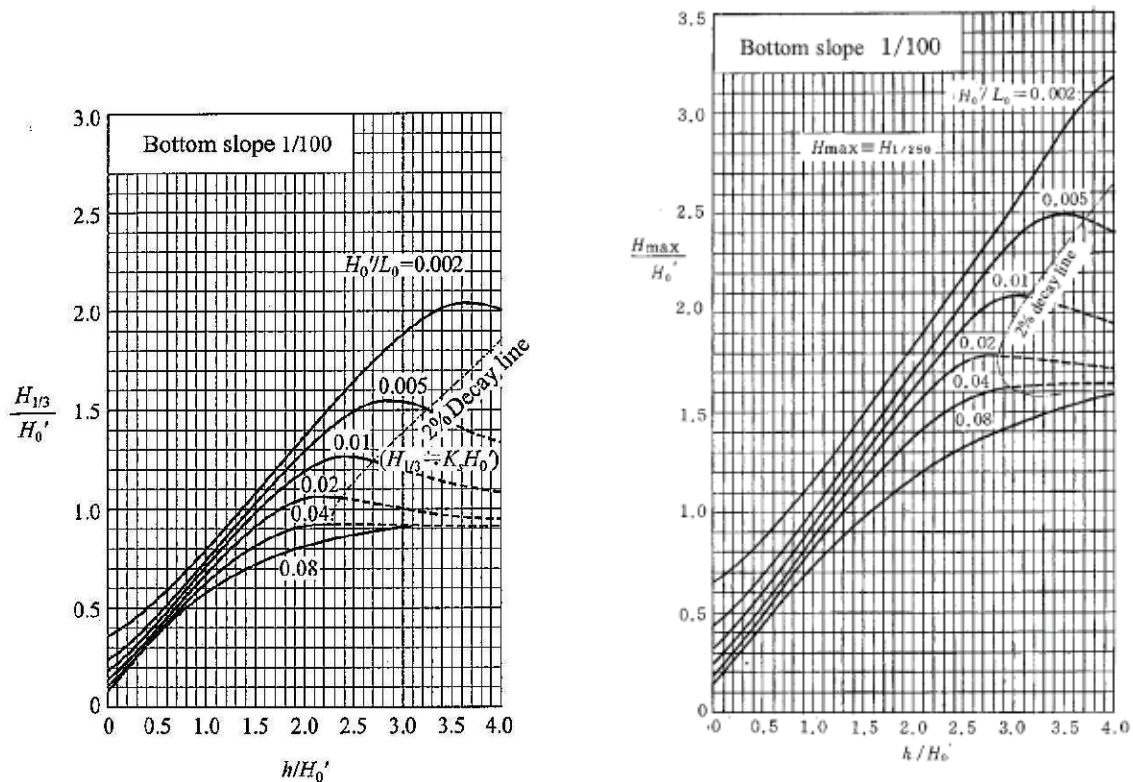 Bottom slope 1/100
3.0
2.5
H₀'/L₀=0.002
2.0
0.005
2% Decay line
1.5
H₁/₃
H₀'
0.01
(H₁/₃≒KₛH₀')
0.02
1.0
0.04
0.08
0.5
0
0 0.5 1.0 1.5 2.0 2.5 3.0 3.5 4.0
h/H₀'
3.5
Bottom slope 1/100
H₀'/L₀=0.002
3.0
Hmax≡H₁/₂₅₀
0.005
2.5
Hmax
H₀'
0.01
2% decay line
2.0
0.02
0.04
1.5
0.08
1.0
0.5
0
0 0.5 1.0 1.5 2.0 2.5 3.0 3.5 4.0
h/H₀'